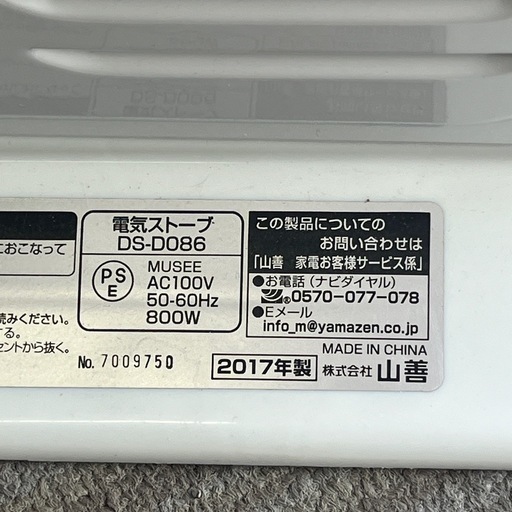 におこなって
読みください。
する。
セントから抜く。
電気ストーブ
DS-D086
PS
E
MUSEE
AC100V
50-60Hz
800W
この製品についての
お問い合わせは
「山善 家電お客様サービス係」
●お電話(ナビダイヤル)
0570-077-078
●Eメール
info_m@yamazen.co.jp
MADE IN CHINA
No. 7009750
2017年製
株式会社 山善